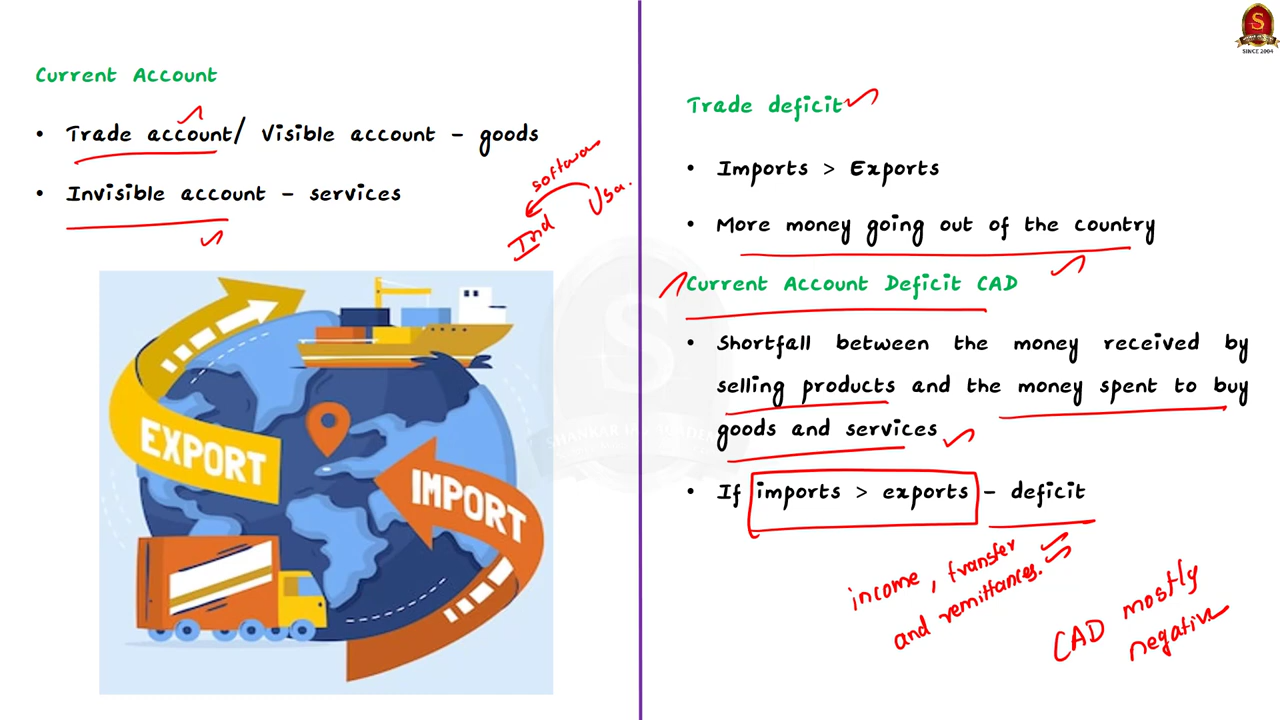 Current Account
• Trade account/ Visible account - goods
• Invisible account - services
software
Ind Usa.
EXPORT
IMPORT
S
SINCE 2004
Trade deficit
• Imports > Exports
• More money going out of the country
Current Account Deficit CAD
• Shortfall between the money received by
selling products and the money spent to buy
goods and services
• If imports > exports - deficit
income, transfer
and remittances.
CAD mostly
negative
S
SHANKAR IAS ACADEMY